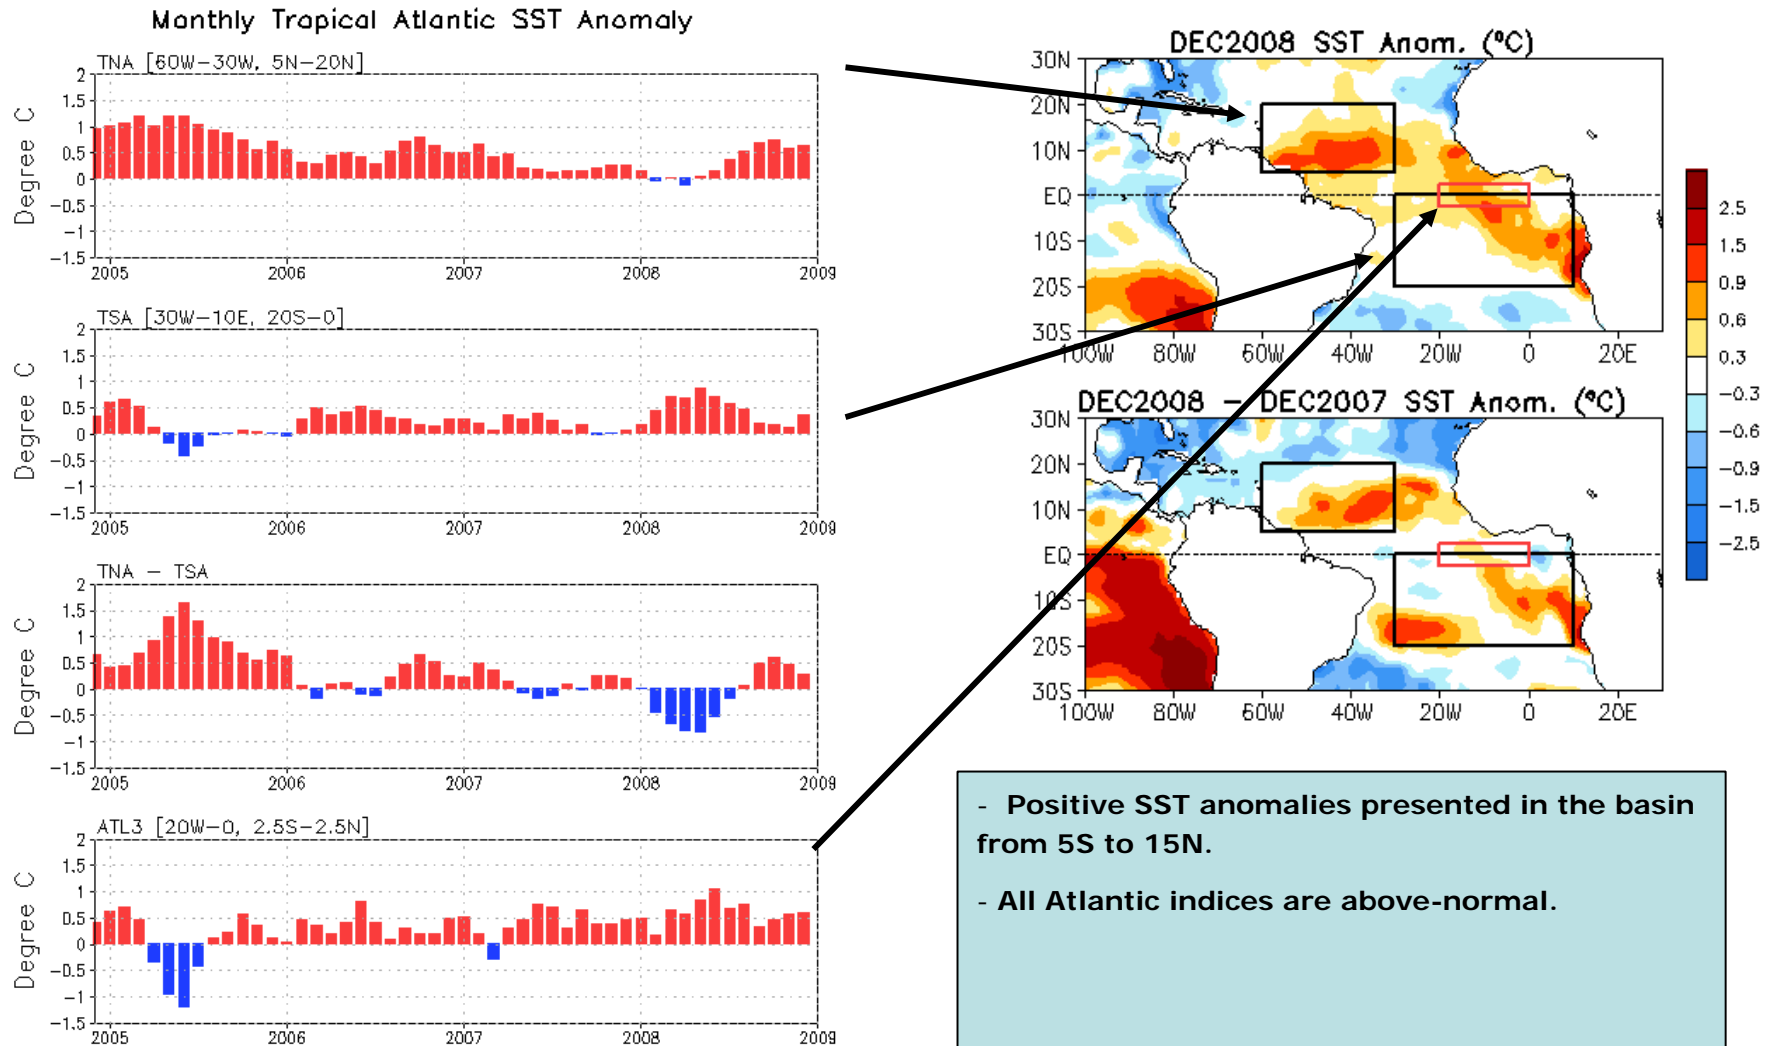 Monthly Tropical Atlantic SST Anomaly
TNA [60W−30W, 5N−20N]
Degree C
2
1.5
1
0.5
0
−0.5
−1
−1.5
2005 2006 2007 2008 2009
TSA [30W−10E, 20S−0]
Degree C
2
1.5
1
0.5
0
−0.5
−1
−1.5
2005 2006 2007 2008 2009
TNA − TSA
Degree C
2
1.5
1
0.5
0
−0.5
−1
−1.5
2005 2006 2007 2008 2009
ATL3 [20W−0, 2.5S−2.5N]
Degree C
2
1.5
1
0.5
0
−0.5
−1
−1.5
2005 2006 2007 2008 2009
DEC2008 SST Anom. (°C)
30N
20N
10N
EQ
10S
20S
30S
100W 80W 60W 40W 20W 0 20E
DEC2008 − DEC2007 SST Anom. (°C)
30N
20N
10N
EQ
10S
20S
30S
100W 80W 60W 40W 20W 0 20E
2.5
1.5
0.9
0.6
0.3
−0.3
−0.6
−0.9
−1.5
−2.5
- Positive SST anomalies presented in the basin
from 5S to 15N.
- All Atlantic indices are above-normal.